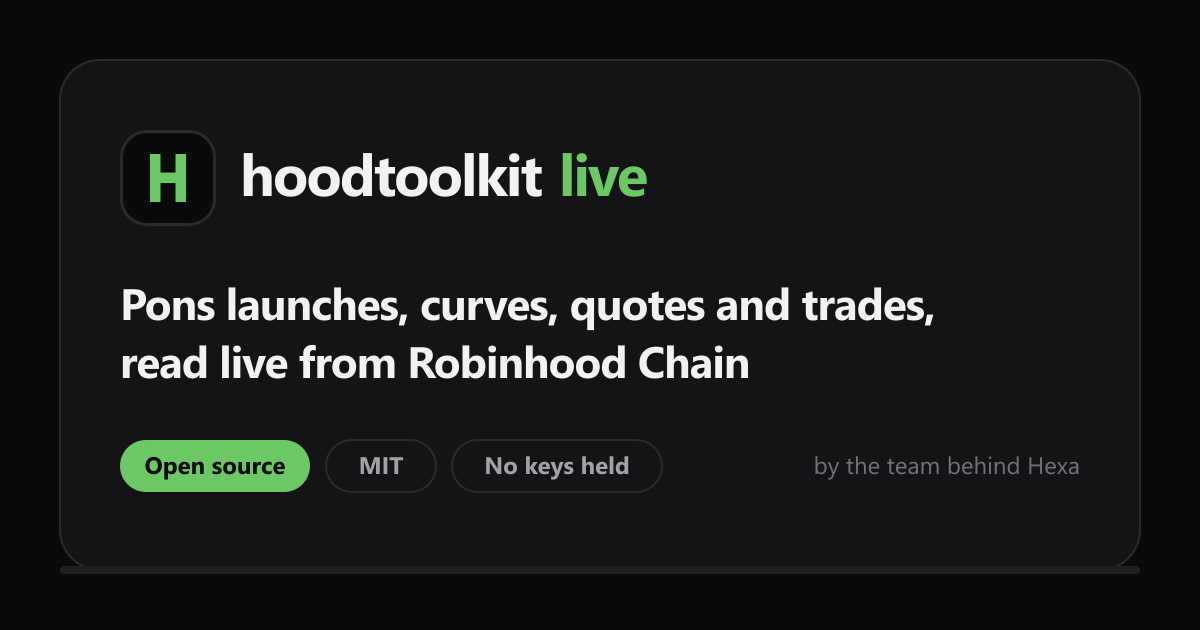 H
hoodtoolkit live
Pons launches, curves, quotes and trades,
read live from Robinhood Chain
Open source
MIT
No keys held
by the team behind Hexa